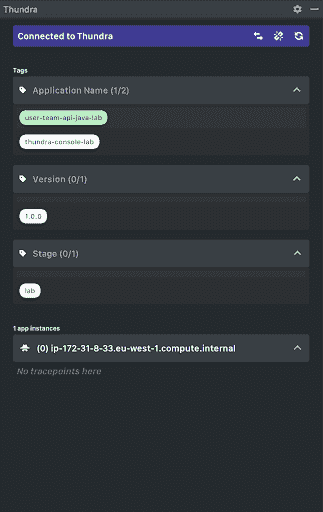 Thundra
Connected to Thundra
Tags
Application Name (1/2)
user-team-api-java-lab
thundra-console-lab
Version (0/1)
1.0.0
Stage (0/1)
lab
1 app instances
(0) ip-172-31-8-33.eu-west-1.compute.internal
No tracepoints here